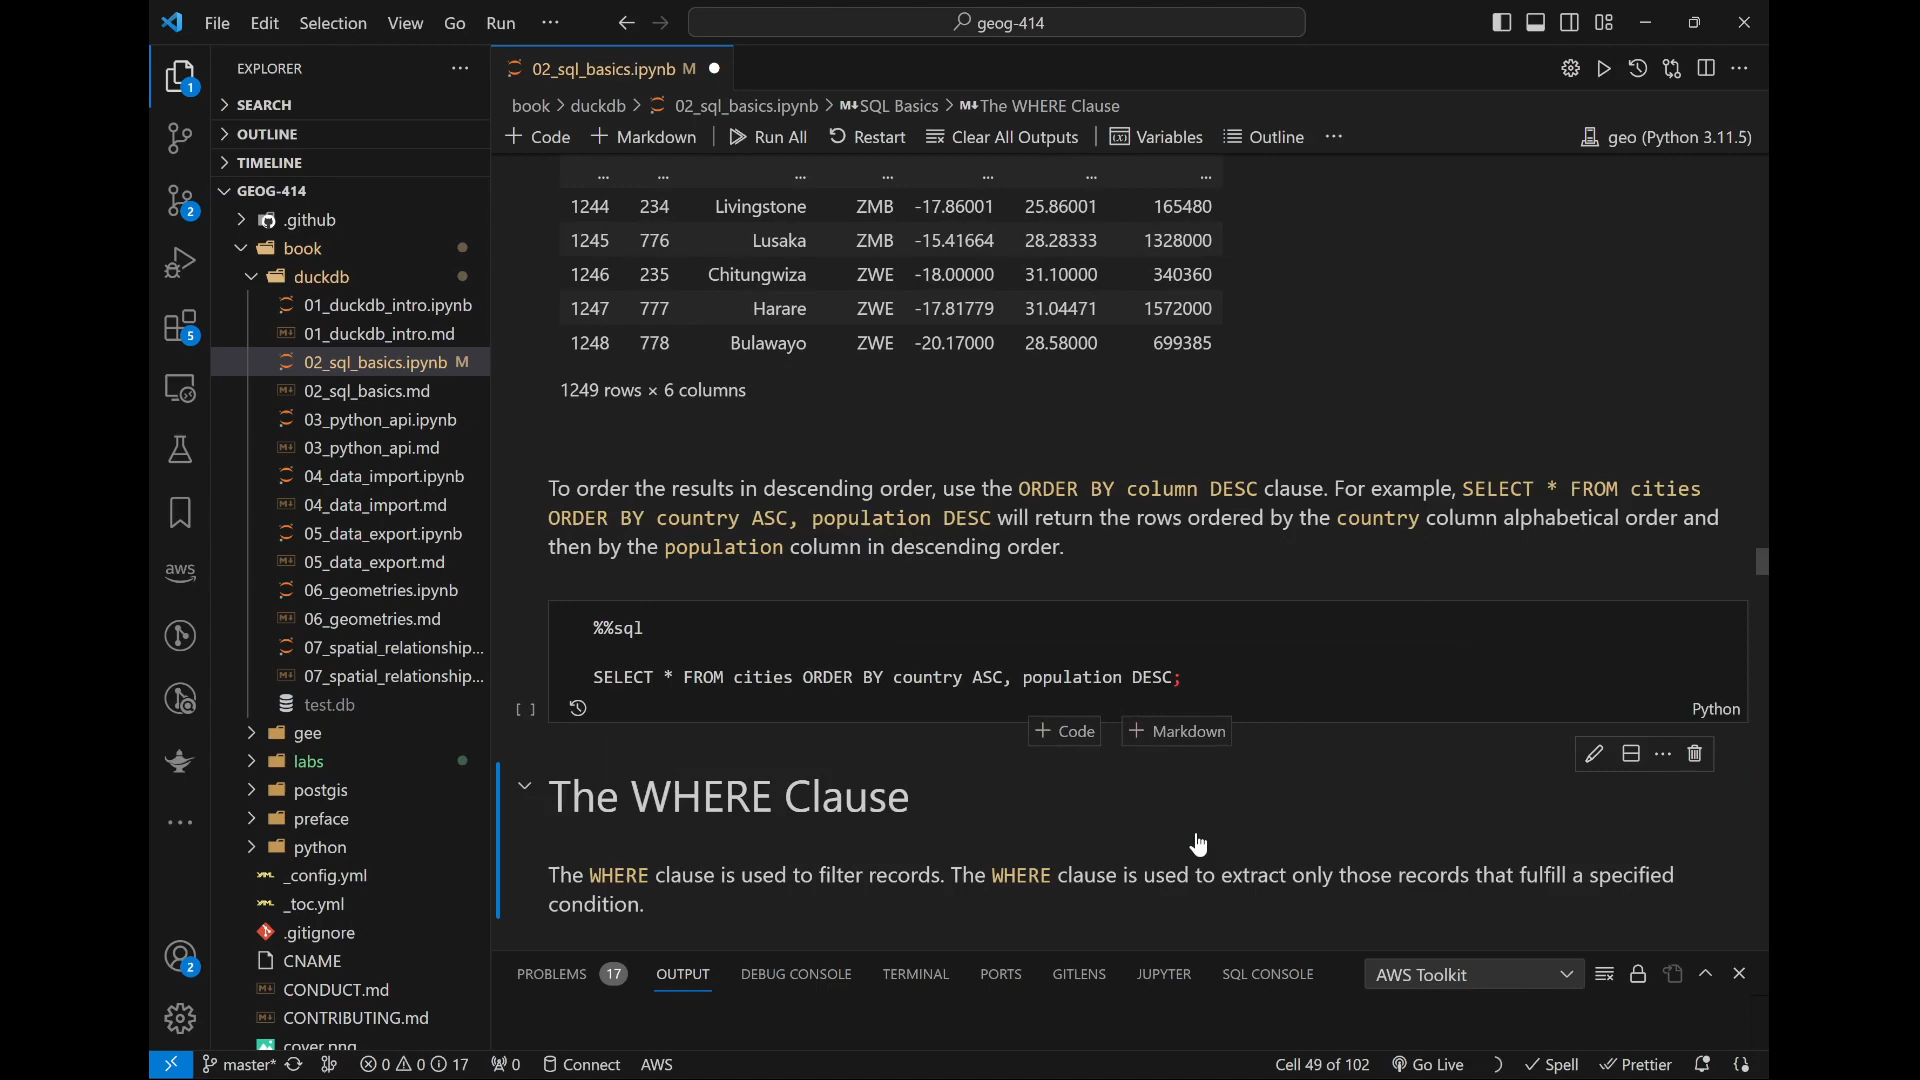 File Edit Selection View Go Run ··· geog-414
EXPLORER ···
SEARCH
OUTLINE
TIMELINE
GEOG-414
.github
book
duckdb
01_duckdb_intro.ipynb
01_duckdb_intro.md
02_sql_basics.ipynb M
02_sql_basics.md
03_python_api.ipynb
03_python_api.md
04_data_import.ipynb
04_data_import.md
05_data_export.ipynb
05_data_export.md
06_geometries.ipynb
06_geometries.md
07_spatial_relationship...
07_spatial_relationship...
test.db
gee
labs
postgis
preface
python
_config.yml
_toc.yml
.gitignore
CNAME
CONDUCT.md
CONTRIBUTING.md
cover.png
1
2
5
aws
2
02_sql_basics.ipynb M
book > duckdb > 02_sql_basics.ipynb > M↓SQL Basics > M↓The WHERE Clause
+ Code + Markdown Run All Restart Clear All Outputs Variables Outline ··· geo (Python 3.11.5)
... ... ... ... ... ... ...
1244 234 Livingstone ZMB -17.86001 25.86001 165480
1245 776 Lusaka ZMB -15.41664 28.28333 1328000
1246 235 Chitungwiza ZWE -18.00000 31.10000 340360
1247 777 Harare ZWE -17.81779 31.04471 1572000
1248 778 Bulawayo ZWE -20.17000 28.58000 699385
1249 rows × 6 columns
To order the results in descending order, use the ORDER BY column DESC clause. For example, SELECT * FROM cities
ORDER BY country ASC, population DESC will return the rows ordered by the country column alphabetical order and
then by the population column in descending order.
%%sql
SELECT * FROM cities ORDER BY country ASC, population DESC;
[ ] Python
+ Code + Markdown
The WHERE Clause
The WHERE clause is used to filter records. The WHERE clause is used to extract only those records that fulfill a specified
condition.
PROBLEMS 17 OUTPUT DEBUG CONSOLE TERMINAL PORTS GITLENS JUPYTER SQL CONSOLE AWS Toolkit
master* 0 0 17 0 Connect AWS Cell 49 of 102 Go Live Spell Prettier